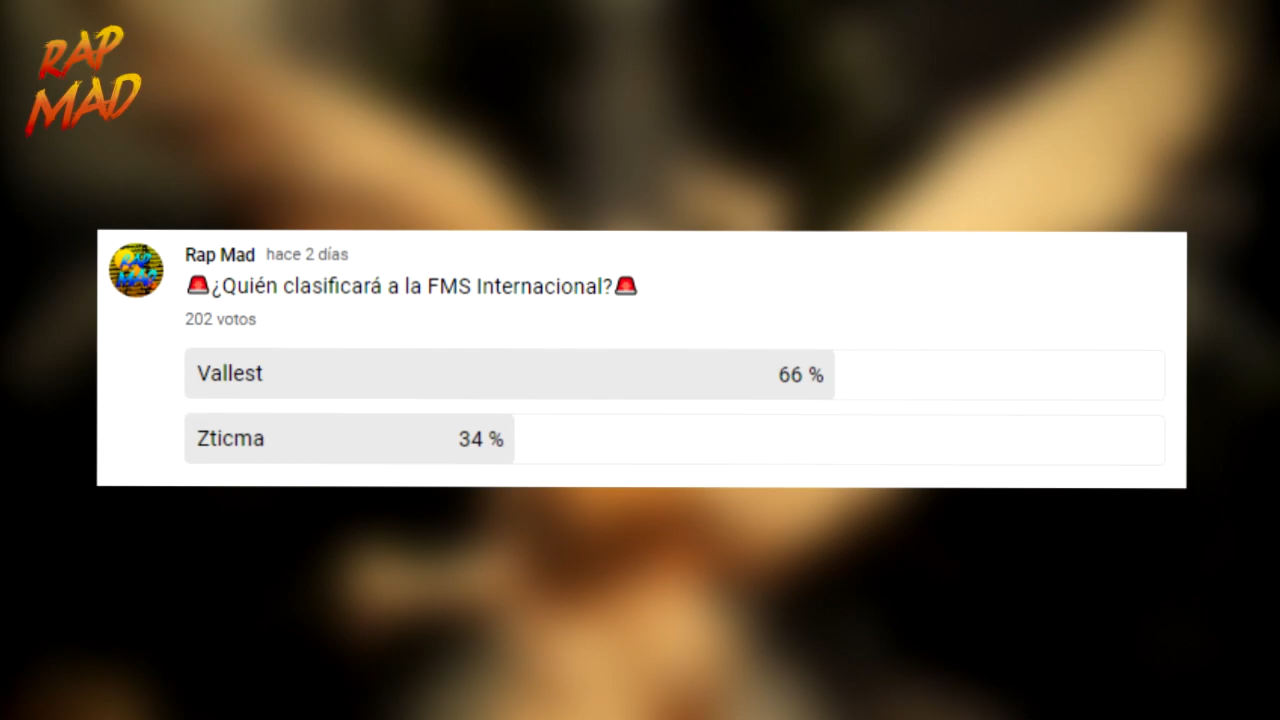 RAP
MAD
Rap Mad hace 2 días
🚨¿Quién clasificará a la FMS Internacional?🚨
202 votos
Vallest 66 %
Zticma 34 %